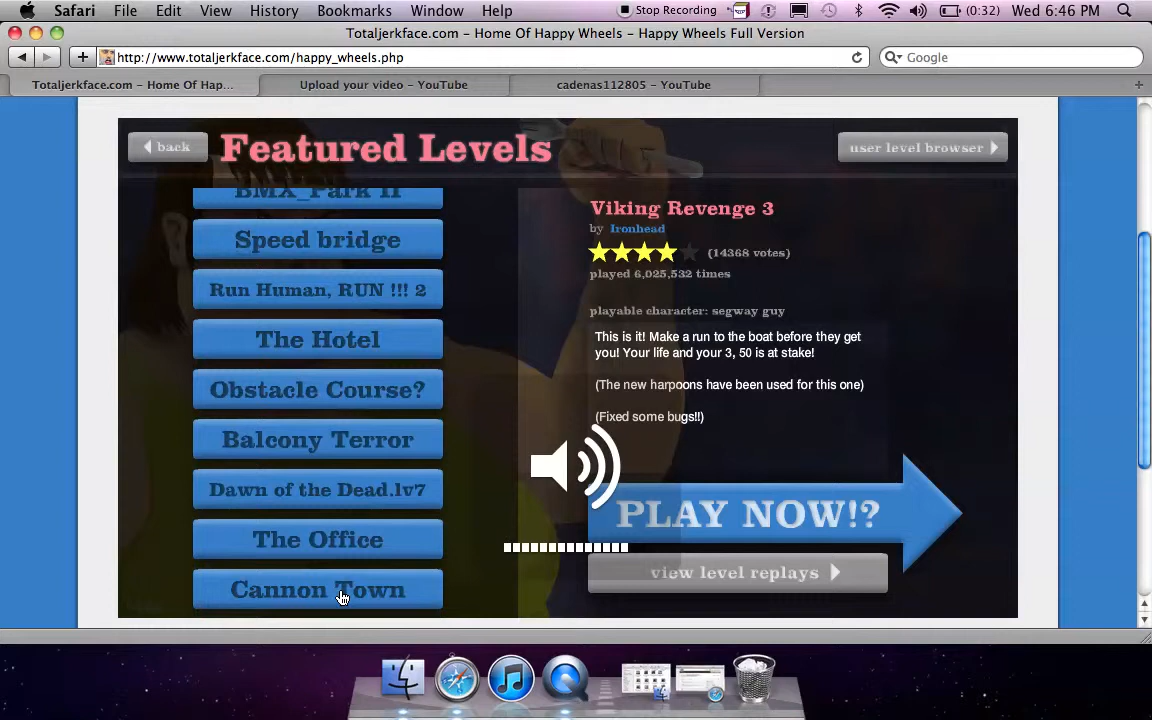 Safari File Edit View History Bookmarks Window Help Stop Recording (0:32) Wed 6:46 PM
Totaljerkface.com – Home Of Happy Wheels – Happy Wheels Full Version
http://www.totaljerkface.com/happy_wheels.php
Google
Totaljerkface.com – Home Of Hap...
Upload your video – YouTube
cadenas112805 – YouTube
back
Featured Levels
user level browser
BMX_Park II
Speed bridge
Run Human, RUN !!! 2
The Hotel
Obstacle Course?
Balcony Terror
Dawn of the Dead.lv7
The Office
Cannon Town
Viking Revenge 3
by Ironhead
(14368 votes)
played 6,025,532 times
playable character: segway guy
This is it! Make a run to the boat before they get
you! Your life and your 3, 50 is at stake!
(The new harpoons have been used for this one)
(Fixed some bugs!!)
PLAY NOW!?
view level replays